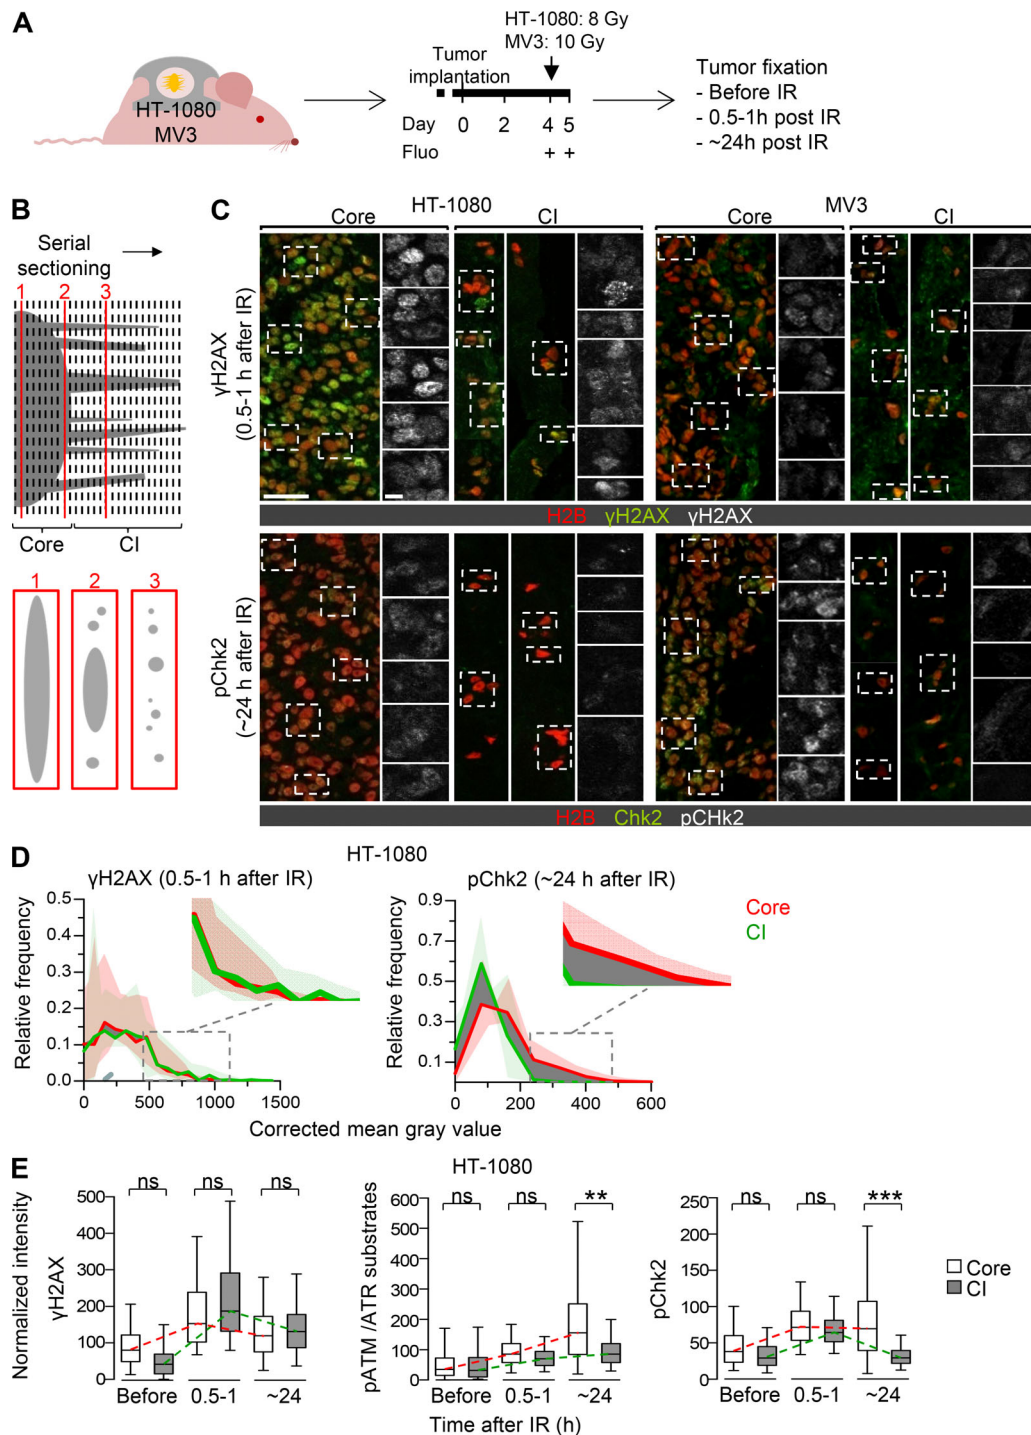 A
HT-1080
MV3
Tumor
implantation
HT-1080: 8 Gy
MV3: 10 Gy
Day 0 2 4 5
Fluo + +
Tumor fixation
- Before IR
- 0.5-1h post IR
- ~24h post IR
B
Serial
sectioning
1 2 3
Core CI
1 2 3
C
HT-1080 MV3
Core CI Core CI
γH2AX
(0.5-1 h after IR)
H2B γH2AX γH2AX
pChk2
(~24 h after IR)
H2B Chk2 pCHk2
D
HT-1080
γH2AX (0.5-1 h after IR)
Relative frequency
0.5
0.4
0.3
0.2
0.1
0.0
0 500 1000 1500
pChk2 (~24 h after IR)
Relative frequency
0.9
0.7
0.5
0.3
0.1
0 200 400 600
Core
CI
Corrected mean gray value
E
HT-1080
Normalized intensity
γH2AX
500
400
300
200
100
0
ns ns ns
Before 0.5-1 ~24
pATM /ATR substrates
600
500
400
300
200
100
0
ns ns **
Before 0.5-1 ~24
pChk2
250
200
150
100
50
0
ns ns ***
Before 0.5-1 ~24
Core
CI
Time after IR (h)